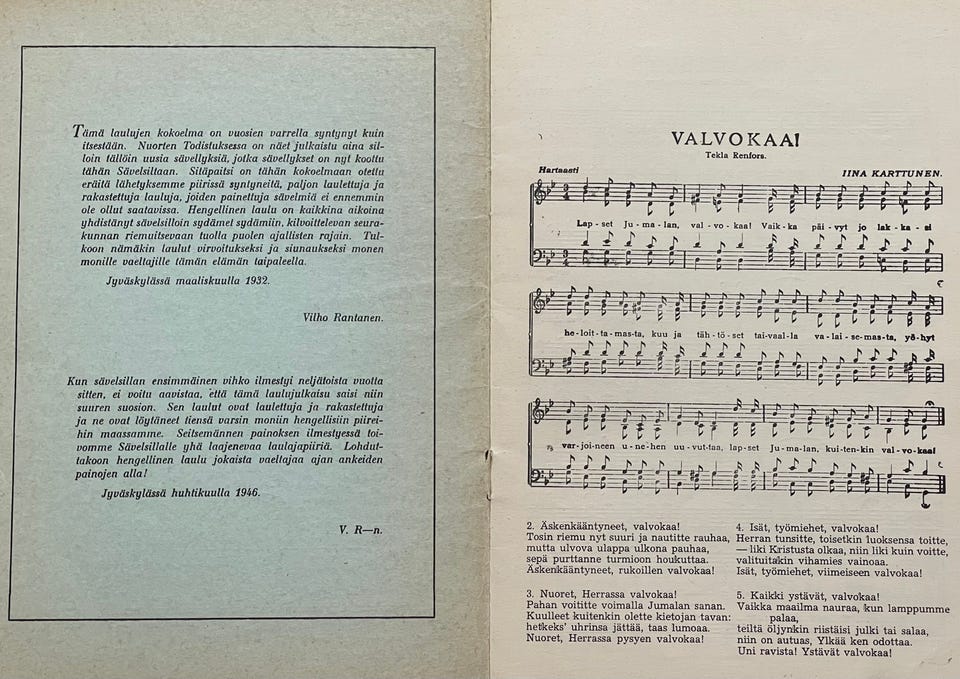 Tämä laulujen kokoelma on vuosien varrella syntynyt kuin
itsestään. Nuorten Todistuksessa on näet julkaistu aina sil-
loin tällöin uusia sävellyksiä, jotka sävellykset on nyt koottu
tähän Sävelsiltaan. Siläpaitsi on tähän kokoelmaan otettu
eräitä lähetyksemme piirissä syntyneitä, paljon laulettuja ja
rakastettuja lauluja, joiden painettuja sävelmiä ei ennemmin
ole ollut saatavissa. Hengellinen laulu on kaikkina aikoina
yhdistänyt sävelsilloin sydämet sydämiin, kilvoittelevan seura-
kunnan riemuitsevaan tuolla puolen ajallisten rajain. Tul-
koon nämäkin laulut virvoitukseksi ja siunaukseksi monen
monille vaeltajille tämän elämän taipaleella.
Jyväskylässä maaliskuulla 1932.
Vilho Rantanen.
Kun sävelsillan ensimmäinen vihko ilmestyi neljätoista vuotta
sitten, ei voitu aavistaa, että tämä laulujulkaisu saisi niin
suuren suosion. Sen laulut ovat laulettuja ja rakastettuja
ja ne ovat löytäneet tiensä varsin moniin hengellisiin piirei-
hin maassamme. Seitsemännen painoksen ilmestyessä toi-
vomme Sävelsillalle yhä laajenevaa laulajapiiriä. Lohdut-
takoon hengellinen laulu jokaista vaeltajaa ajan ankeiden
painojen alla!
Jyväskylässä huhtikuulla 1946.
V. R—n.
VALVOKAA!
Tekla Renfors.
Hartaasti
IINA KARTTUNEN.
Lap - set Ju - ma - lan, val - vo - kaa! Vaik - ka päi - vyt jo lak - ka - si
he - loit - ta - mas - ta, kuu ja täh - tö - set tai - vaal - la va - lai - se - mas - ta, yö - hyt
var - joi - neen u - ne - hen uu - vut - taa, lap - set Ju - ma - lan, kui - ten - kin val - vo - kaa!
2. Äskenkääntyneet, valvokaa!
Tosin riemu nyt suuri ja nautitte rauhaa,
mutta ulvova ulappa ulkona pauhaa,
sepä purttanne turmioon houkuttaa.
Äskenkääntyneet, rukoillen valvokaa!
3. Nuoret, Herrassa valvokaa!
Pahan voititte voimalla Jumalan sanan.
Kuulleet kuitenkin olette kietojan tavan:
hetkeks' uhrinsa jättää, taas lumoaa.
Nuoret, Herrassa pysyen valvokaa!
4. Isät, työmiehet, valvokaa!
Herran tunsitte, toisetkin luoksensa toitte,
— liki Kristusta olkaa, niin liki kuin voitte,
valituitakin vihamies vainoaa.
Isät, työmiehet, viimeiseen valvokaa!
5. Kaikki ystävät, valvokaa!
Vaikka maailma nauraa, kun lamppumme
palaa,
teiltä öljynkin riistäisi julki tai salaa,
niin on autuas, Ylkää ken odottaa.
Uni ravista! Ystävät valvokaa!